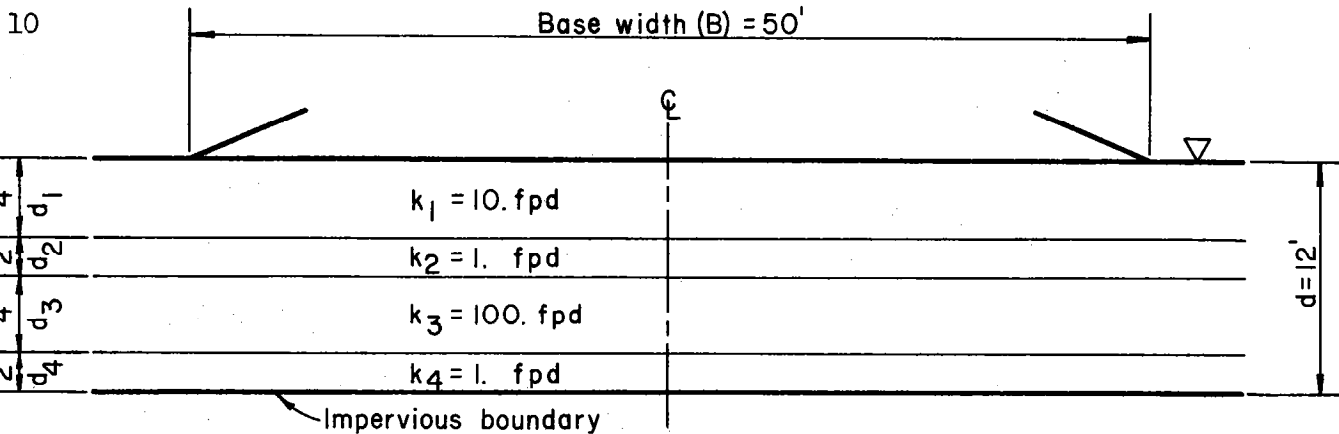 10
Base width (B) = 50'
℄
4
d1
k1 = 10. fpd
2
d2
k2 = 1. fpd
4
d3
k3 = 100. fpd
2
d4
k4 = 1. fpd
d = 12'
Impervious boundary